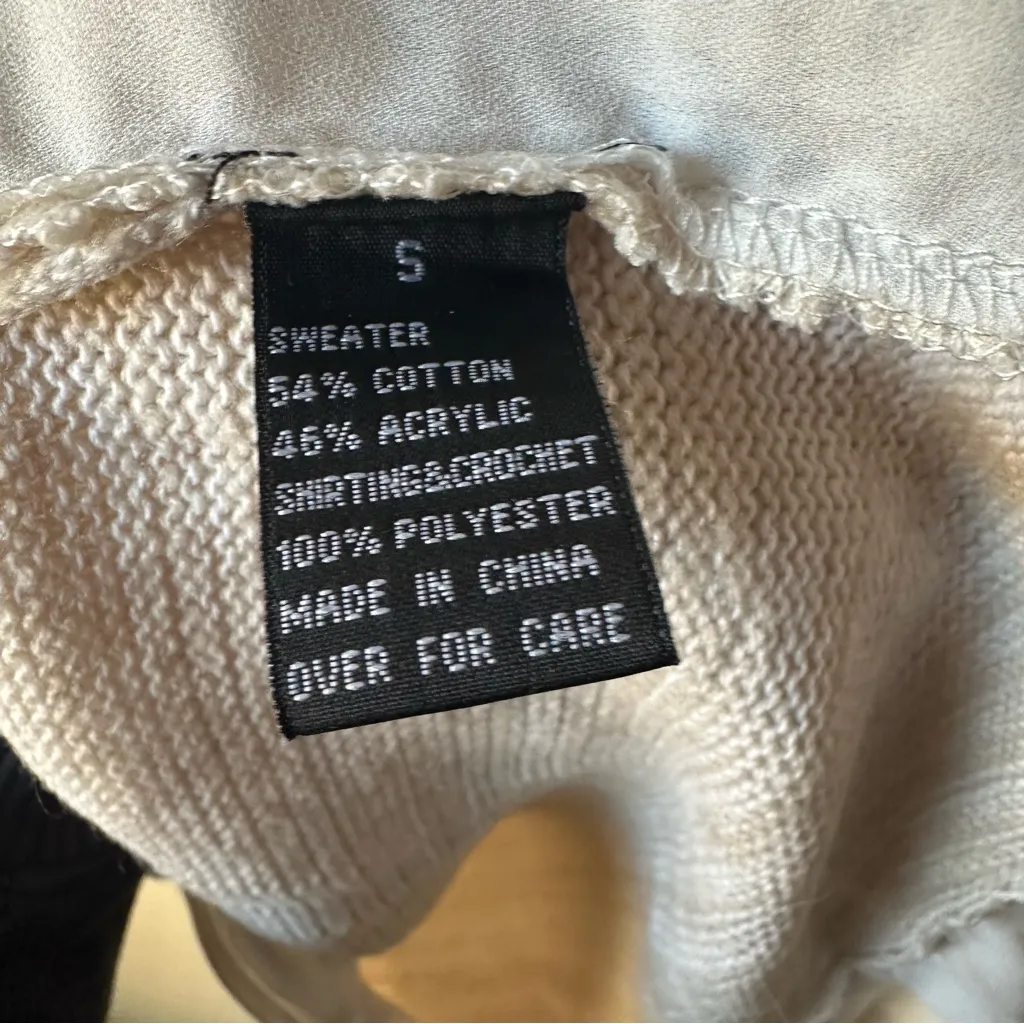 S
SWEATER
54% COTTON
46% ACRYLIC
SHIRTING&CROCHET
100% POLYESTER
MADE IN CHINA
OVER FOR CARE